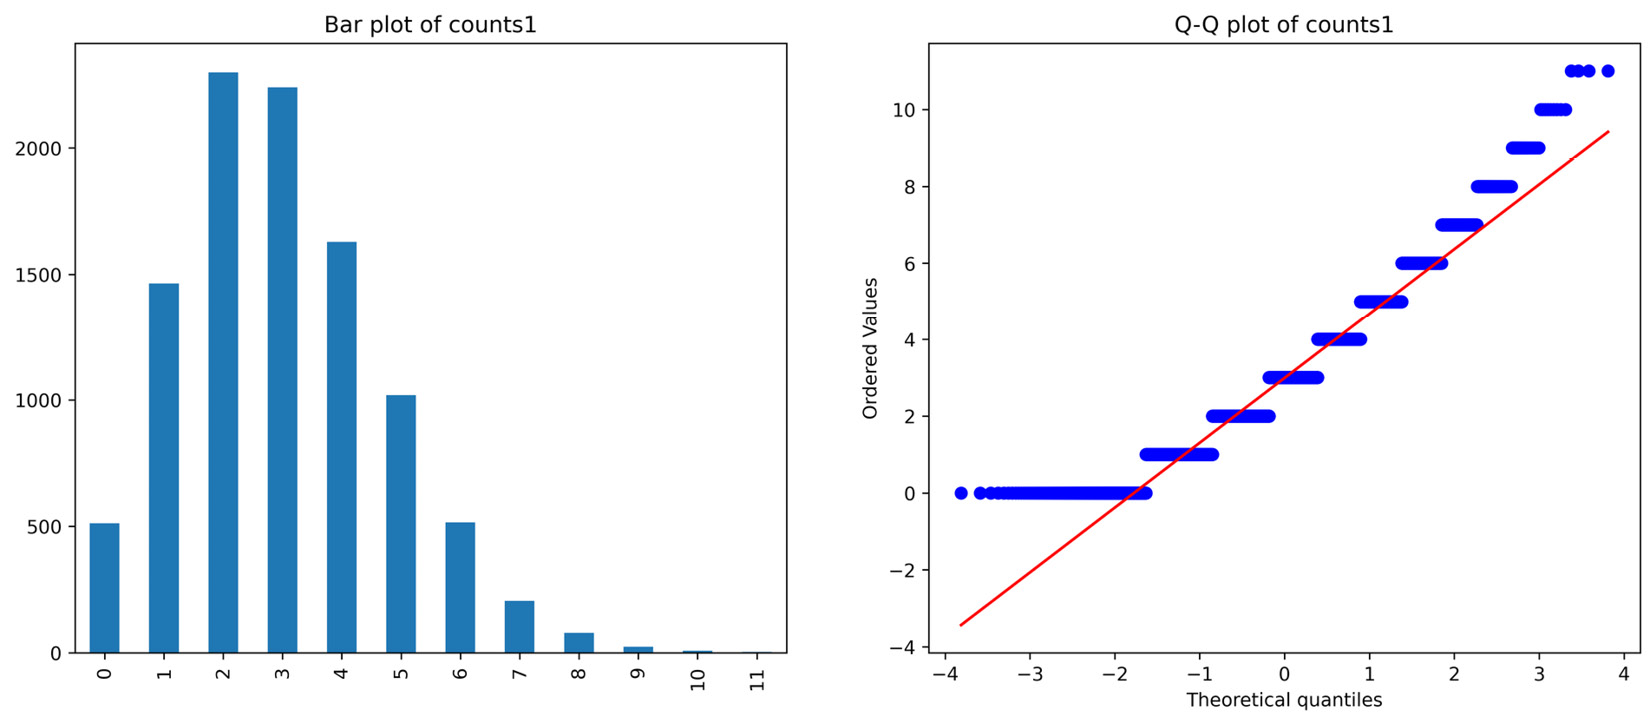 Bar plot of counts1
2000
1500
1000
500
0
0 1 2 3 4 5 6 7 8 9 10 11
Q-Q plot of counts1
Ordered Values
10
8
6
4
2
0
−2
−4
−4 −3 −2 −1 0 1 2 3 4
Theoretical quantiles